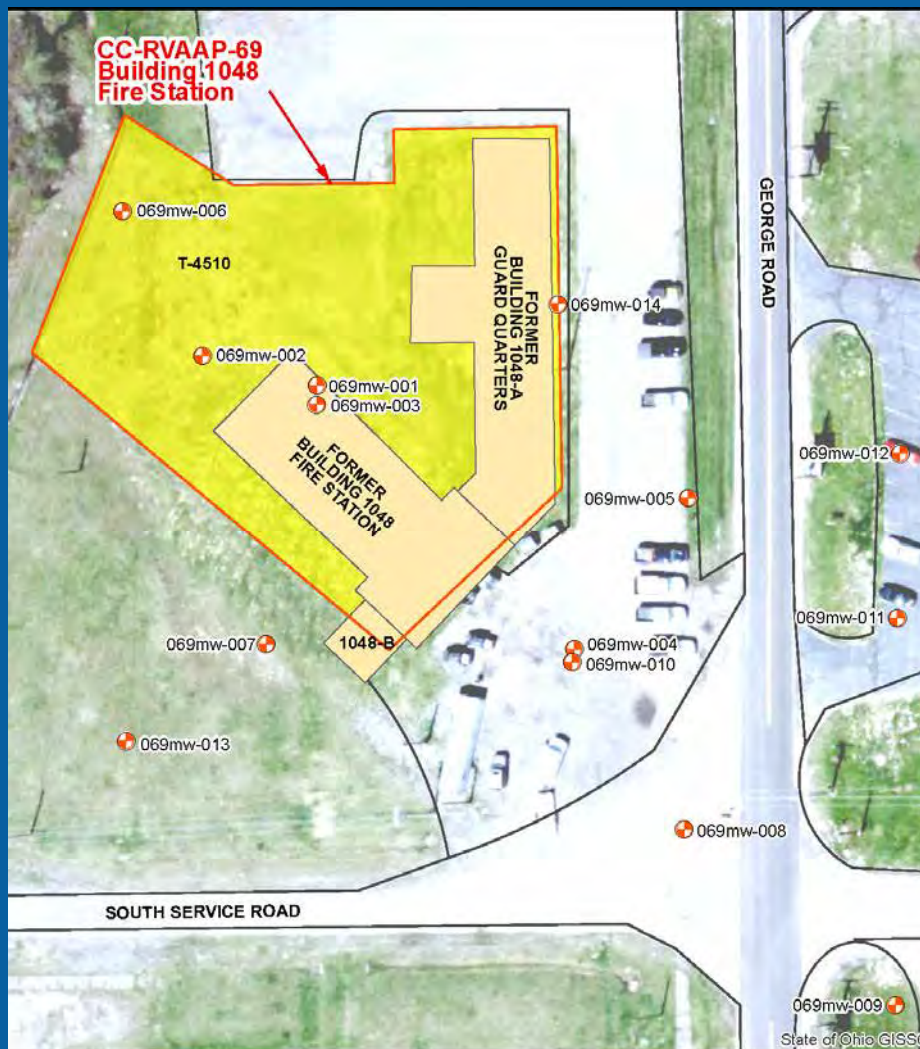 CC-RVAAP-69
Building 1048
Fire Station
069mw-006
T-4510
GEORGE ROAD
FORMER
BUILDING 1048-A
GUARD QUARTERS
069mw-014
069mw-002
069mw-001
069mw-003
FORMER
BUILDING 1048
FIRE STATION
069mw-012
069mw-005
069mw-011
069mw-007
1048-B
069mw-004
069mw-010
069mw-013
069mw-008
SOUTH SERVICE ROAD
069mw-009
State of Ohio GISS